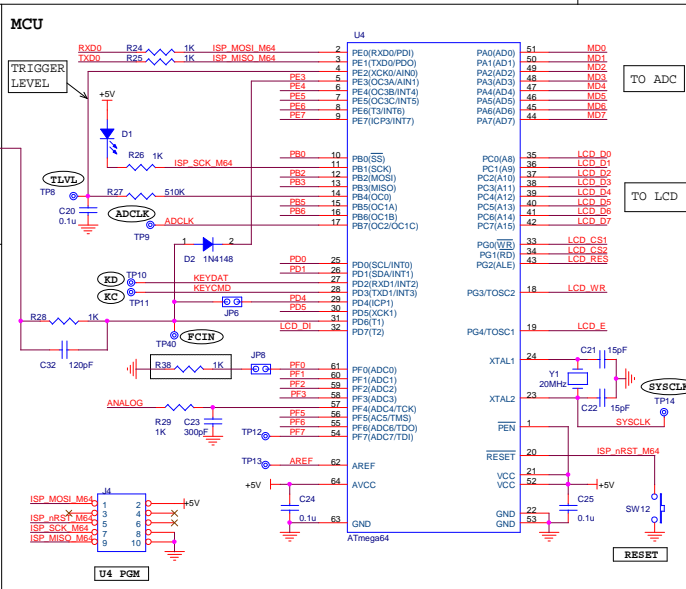 MCU
U4
RXD0 R24 1K ISP_MOSI_M64 2 PE0(RXD0/PDI) PA0(AD0) 51 MD0
TXD0 R25 1K ISP_MISO_M64 3 PE1(TXD0/PDO) PA1(AD1) 50 MD1
4 PE2(XCK0/AIN0) PA2(AD2) 49 MD2
PE3 5 PE3(OC3A/AIN1) PA3(AD3) 48 MD3
PE4 6 PE4(OC3B/INT4) PA4(AD4) 47 MD4
PE5 7 PE5(OC3C/INT5) PA5(AD5) 46 MD5
PE6 8 PE6(T3/INT6) PA6(AD6) 45 MD6
PE7 9 PE7(ICP3/INT7) PA7(AD7) 44 MD7
TRIGGER
LEVEL
TO ADC
+5V
D1
R26 1K
ISP_SCK_M64
PB0 10 PB0(SS) PC0(A8) 35 LCD_D0
11 PB1(SCK) PC1(A9) 36 LCD_D1
PB2 12 PB2(MOSI) PC2(A10) 37 LCD_D2
PB3 13 PB3(MISO) PC3(A11) 38 LCD_D3
14 PB4(OC0) PC4(A12) 39 LCD_D4
PB5 15 PB5(OC1A) PC5(A13) 40 LCD_D5
PB6 16 PB6(OC1B) PC6(A14) 41 LCD_D6
17 PB7(OC2/OC1C) PC7(A15) 42 LCD_D7
TO LCD
TLVL
TP8
R27 510K
C20
0.1u
ADCLK
ADCLK
TP9
1 2
D2 1N4148
PG0(WR) 33 LCD_CS1
PG1(RD) 34 LCD_CS2
PG2(ALE) 43 LCD_RES
PD0 25 PD0(SCL/INT0)
PD1 26 PD1(SDA/INT1)
KD TP10 KEYDAT 27 PD2(RXD1/INT2)
KC TP11 KEYCMD 28 PD3(TXD1/INT3)
PG3/TOSC2 18 LCD_WR
PD4 29 PD4(ICP1)
JP6
PD5 30 PD5(XCK1)
R28 1K
31 PD6(T1)
LCD_DI 32 PD7(T2)
PG4/TOSC1 19 LCD_E
TP40 FCIN
C32 120pF
R38 1K
JP8
PF0 61 PF0(ADC0)
PF1 60 PF1(ADC1)
PF2 59 PF2(ADC2)
PF3 58 PF3(ADC3)
ANALOG 57 PF4(ADC4/TCK)
PF5 56 PF5(AC5/TMS)
PF6 55 PF6(ADC6/TDO)
TP12 PF7 54 PF7(ADC7/TDI)
R29
1K
C23
300pF
XTAL1 24
C21 15pF
Y1
20MHz
XTAL2 23
C22 15pF
SYSCLK
TP14
SYSCLK
PEN 1
RESET 20 ISP_nRST_M64
TP13 AREF 62 AREF
VCC 21
+5V 64 AVCC
VCC 52 +5V
C24
0.1u
63 GND
GND 22
GND 53
C25
0.1u
SW12
RESET
ATmega64
J4
ISP_MOSI_M64 1 2 +5V
3 4
ISP_nRST_M64 5 6
ISP_SCK_M64 7 8
ISP_MISO_M64 9 10
U4 PGM